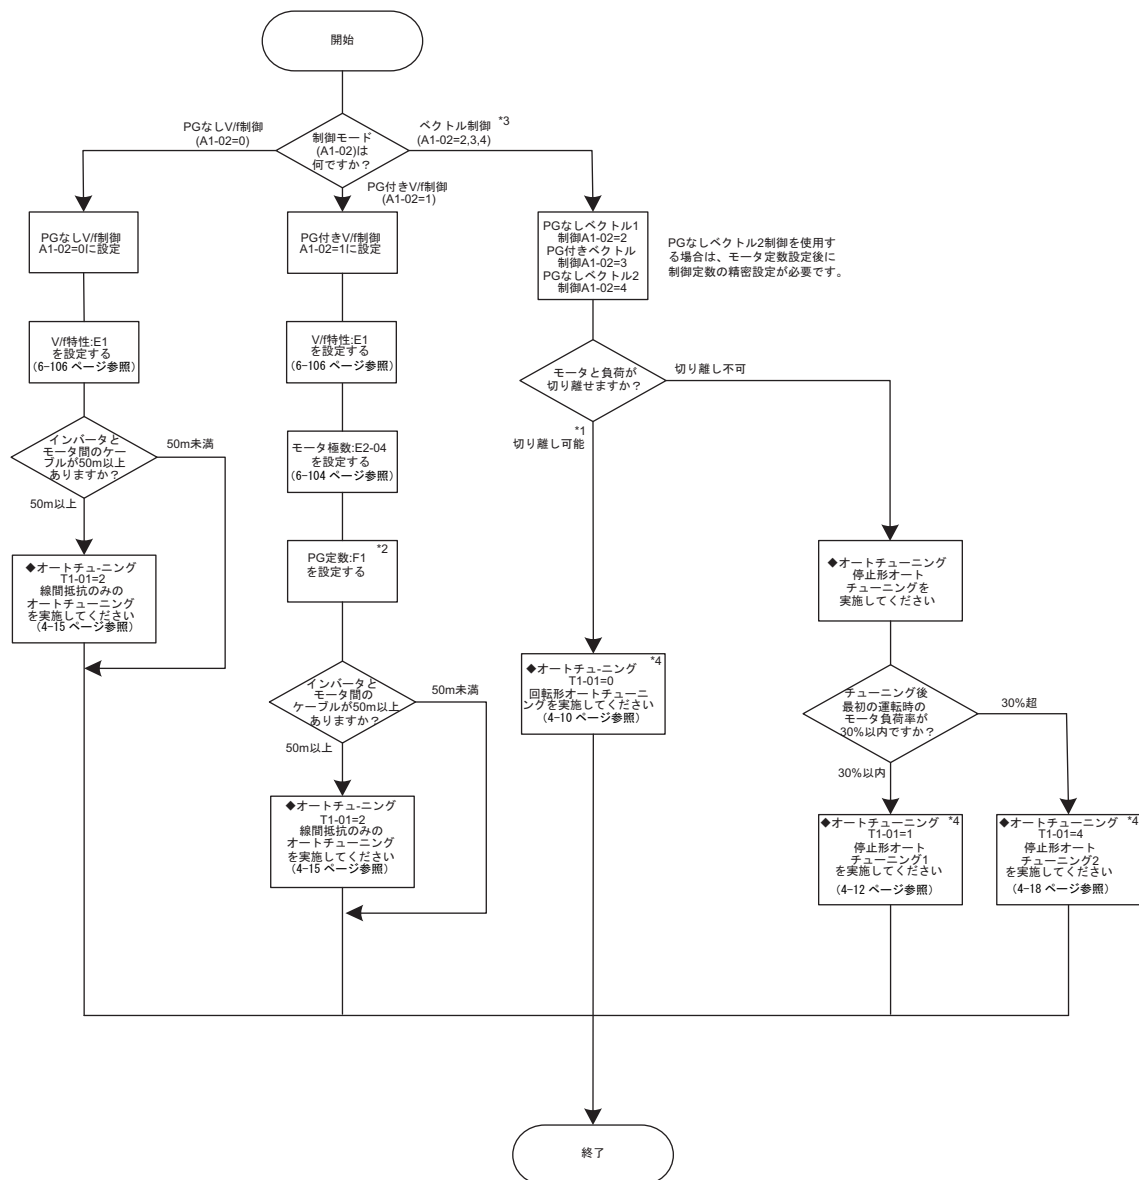 開始
制御モード
(A1-02)は
何ですか？
PGなしV/f制御
(A1-02=0)
ベクトル制御 *3
(A1-02=2,3,4)
PG付きV/f制御
(A1-02=1)
PGなしV/f制御
A1-02=0に設定
V/f特性:E1
を設定する
(6-106 ページ参照)
インバータと
モータ間のケー
ブルが50m以上
ありますか？
50m未満
50m以上
◆オートチュ-ニング
T1-01=2
線間抵抗のみの
オートチューニング
を実施してください
(4-15 ページ参照)
PG付きV/f制御
A1-02=1に設定
V/f特性:E1
を設定する
(6-106 ページ参照)
モータ極数:E2-04
を設定する
(6-104 ページ参照)
PG定数:F1 *2
を設定する
インバータと
モータ間の
ケーブルが50m以上
ありますか？
50m未満
50m以上
◆オートチュ-ニング
T1-01=2
線間抵抗のみの
オートチューニング
を実施してください
(4-15 ページ参照)
PGなしベクトル1
制御A1-02=2
PG付きベクトル
制御A1-02=3
PGなしベクトル2
制御A1-02=4
PGなしベクトル2制御を使用す
る場合は、モータ定数設定後に
制御定数の精密設定が必要です。
モータと負荷が
切り離せますか？
切り離し不可
*1
切り離し可能
◆オートチュ-ニング *4
T1-01=0
回転形オートチューニ
ングを実施してください
(4-10 ページ参照)
◆オートチューニング
停止形オート
チューニングを
実施してください
チューニング後
最初の運転時の
モータ負荷率が
30%以内ですか？
30%超
30%以内
◆オートチューニング *4
T1-01=1
停止形オート
チューニング1
を実施してください
(4-12 ページ参照)
◆オートチューニング *4
T1-01=4
停止形オート
チューニング2
を実施してください
(4-18 ページ参照)
終了